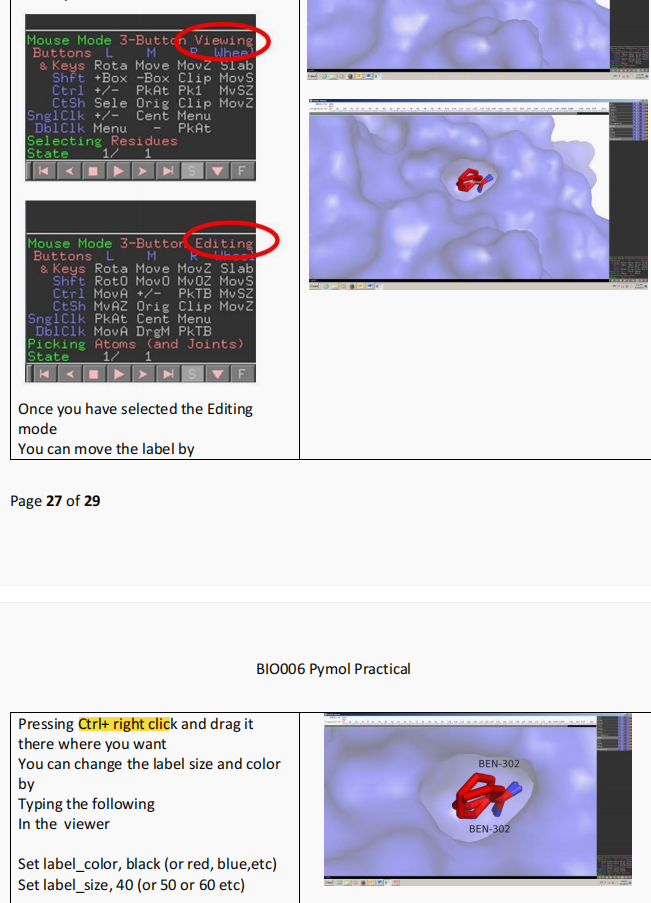 Mouse Mode 3-Button Viewing
Buttons L M R Wheel
& Keys Rota Move MovZ Slab
Shft +Box -Box Clip MovS
Ctrl +/- PkAt Pk1 MvSZ
CtSh Sele Orig Clip MovZ
SnglClk +/- Cent Menu
DblClk Menu - PkAt
Selecting Residues
State 1/ 1
S F
Mouse Mode 3-Button Editing
Buttons L M R Wheel
& Keys Rota Move MovZ Slab
Shft RotO MovO MvOZ MovS
Ctrl MovA +/- PkTB MvSZ
CtSh MvAZ Orig Clip MovZ
SnglClk PkAt Cent Menu
DblClk MovA DrgM PkTB
Picking Atoms (and Joints)
State 1/ 1
S F
Once you have selected the Editing
mode
You can move the label by
Page 27 of 29
BIO006 Pymol Practical
Pressing Ctrl+ right click and drag it
there where you want
You can change the label size and color
by
Typing the following
In the viewer
Set label_color, black (or red, blue,etc)
Set label_size, 40 (or 50 or 60 etc)
BEN-302
BEN-302